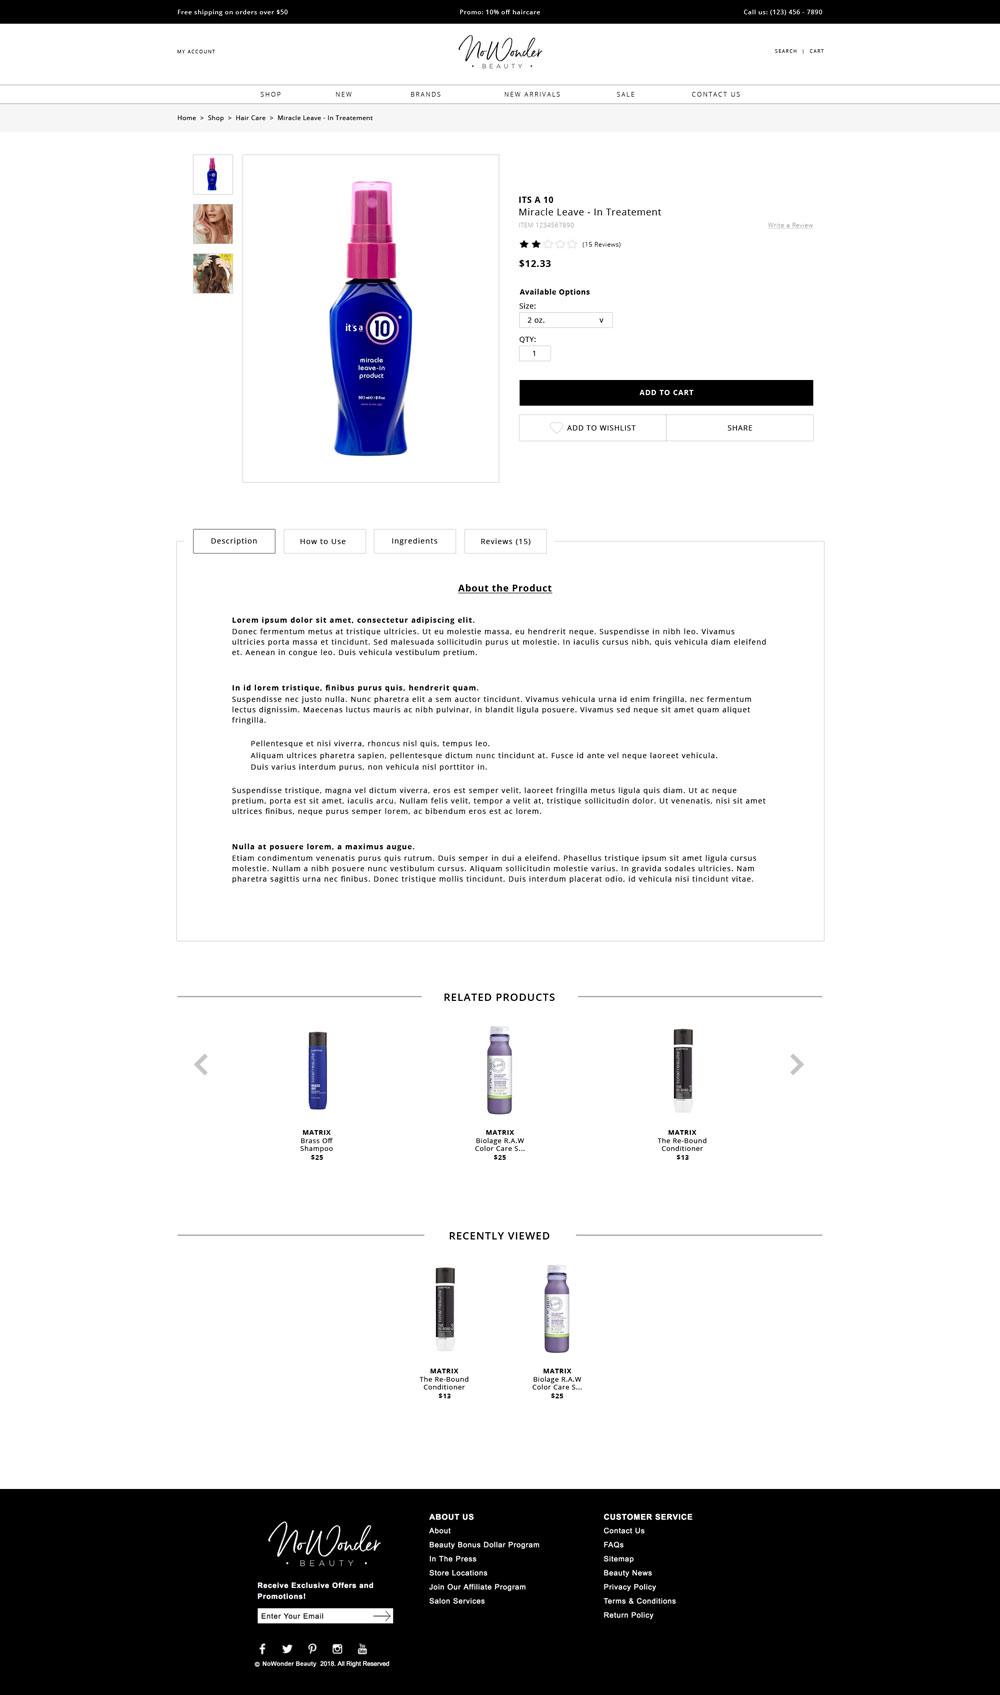 Free shipping on orders over $50
Promo: 10% off haircare
Call us: (123) 456 - 7890
MY ACCOUNT
NoWonder
• BEAUTY •
SEARCH | CART
SHOP
NEW
BRANDS
NEW ARRIVALS
SALE
CONTACT US
Home > Shop > Hair Care > Miracle Leave - In Treatement
it's a 10
miracle
leave-in
product
ITS A 10
Miracle Leave - In Treatement
ITEM 1234567890
Write a Review
(15 Reviews)
$12.33
Available Options
Size:
2 oz.
QTY:
1
ADD TO CART
ADD TO WISHLIST
SHARE
Description
How to Use
Ingredients
Reviews (15)
About the Product
Lorem ipsum dolor sit amet, consectetur adipiscing elit.
Donec fermentum metus at tristique ultricies. Ut eu molestie massa, eu hendrerit neque. Suspendisse in nibh leo. Vivamus
ultricies porta massa et tincidunt. Sed malesuada sollicitudin purus ut molestie. In iaculis cursus nibh, quis vehicula diam eleifend
et. Aenean in congue leo. Duis vehicula vestibulum pretium.
In id lorem tristique, finibus purus quis, hendrerit quam.
Suspendisse nec justo nulla. Nunc pharetra elit a sem auctor tincidunt. Vivamus vehicula urna id enim fringilla, nec fermentum
lectus dignissim. Maecenas luctus mauris ac nibh pulvinar, in blandit ligula posuere. Vivamus sed neque sit amet quam aliquet
fringilla.
Pellentesque et nisi viverra, rhoncus nisl quis, tempus leo.
Aliquam ultrices pharetra sapien, pellentesque dictum nunc tincidunt at. Fusce id ante vel neque laoreet vehicula.
Duis varius interdum purus, non vehicula nisl porttitor in.
Suspendisse tristique, magna vel dictum viverra, eros est semper velit, laoreet fringilla metus ligula quis diam. Ut ac neque
pretium, porta est sit amet, iaculis arcu. Nullam felis velit, tempor a velit at, tristique sollicitudin dolor. Ut venenatis, nisi sit amet
ultrices finibus, neque purus semper lorem, ac bibendum eros est ac lorem.
Nulla at posuere lorem, a maximus augue.
Etiam condimentum venenatis purus quis rutrum. Duis semper in dui a eleifend. Phasellus tristique ipsum sit amet ligula cursus
molestie. Nullam a nibh posuere nunc vestibulum cursus. Aliquam sollicitudin molestie varius. In gravida sodales ultricies. Nam
pharetra sagittis urna nec finibus. Donec tristique mollis tincidunt. Duis interdum placerat odio, id vehicula nisi tincidunt vitae.
RELATED PRODUCTS
MATRIX
Brass Off
Shampoo
$25
MATRIX
Biolage R.A.W
Color Care S...
$25
MATRIX
The Re-Bound
Conditioner
$13
RECENTLY VIEWED
MATRIX
The Re-Bound
Conditioner
$13
MATRIX
Biolage R.A.W
Color Care S...
$25
NoWonder
• BEAUTY •
Receive Exclusive Offers and
Promotions!
Enter Your Email
© NoWonder Beauty 2018. All Right Reserved
ABOUT US
About
Beauty Bonus Dollar Program
In The Press
Store Locations
Join Our Affiliate Program
Salon Services
CUSTOMER SERVICE
Contact Us
FAQs
Sitemap
Beauty News
Privacy Policy
Terms & Conditions
Return Policy